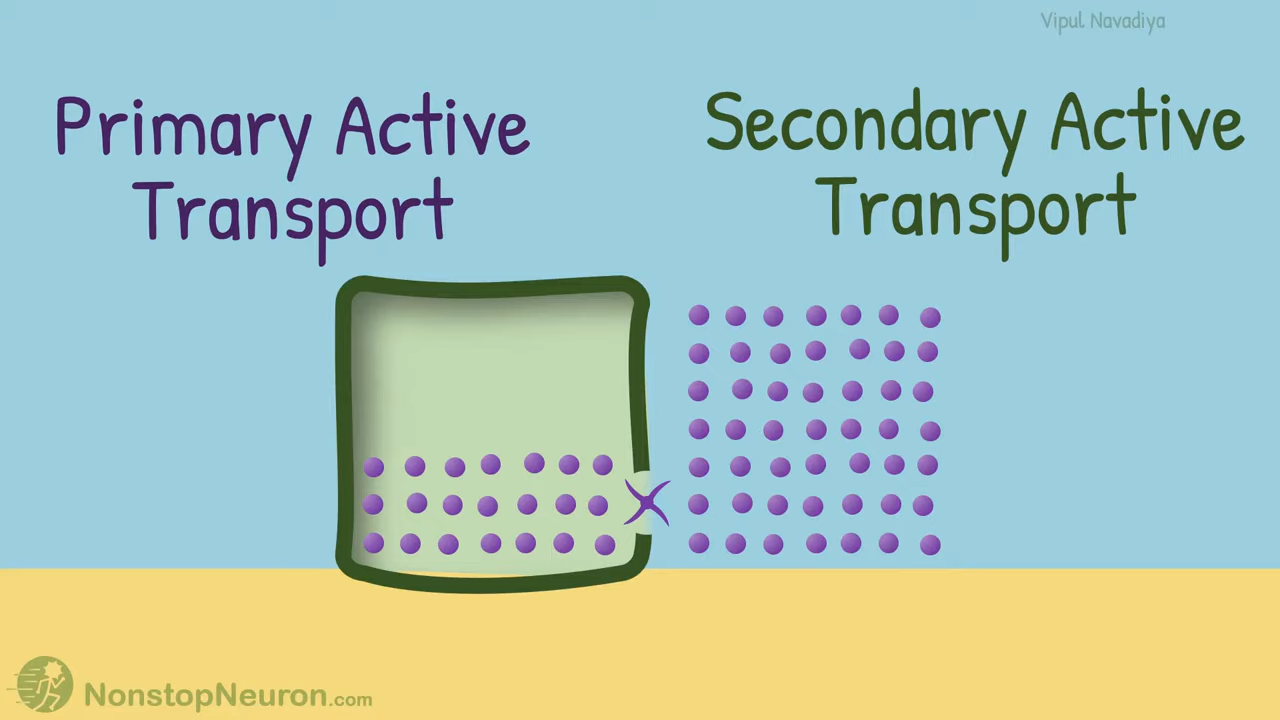 Vipul Navadiya
Primary Active
Transport
Secondary Active
Transport
NonstopNeuron.com